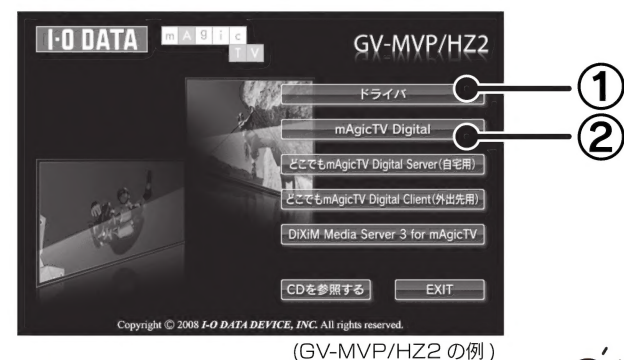 I-O DATA
mAgic
TV
GV-MVP/HZ2
ドライバ
①
mAgicTV Digital
②
どこでもmAgicTV Digital Server(自宅用)
どこでもmAgicTV Digital Client(外出先用)
DiXiM Media Server 3 for mAgicTV
CDを参照する
EXIT
Copyright © 2008 I-O DATA DEVICE, INC. All rights reserved.
(GV-MVP/HZ2 の例)